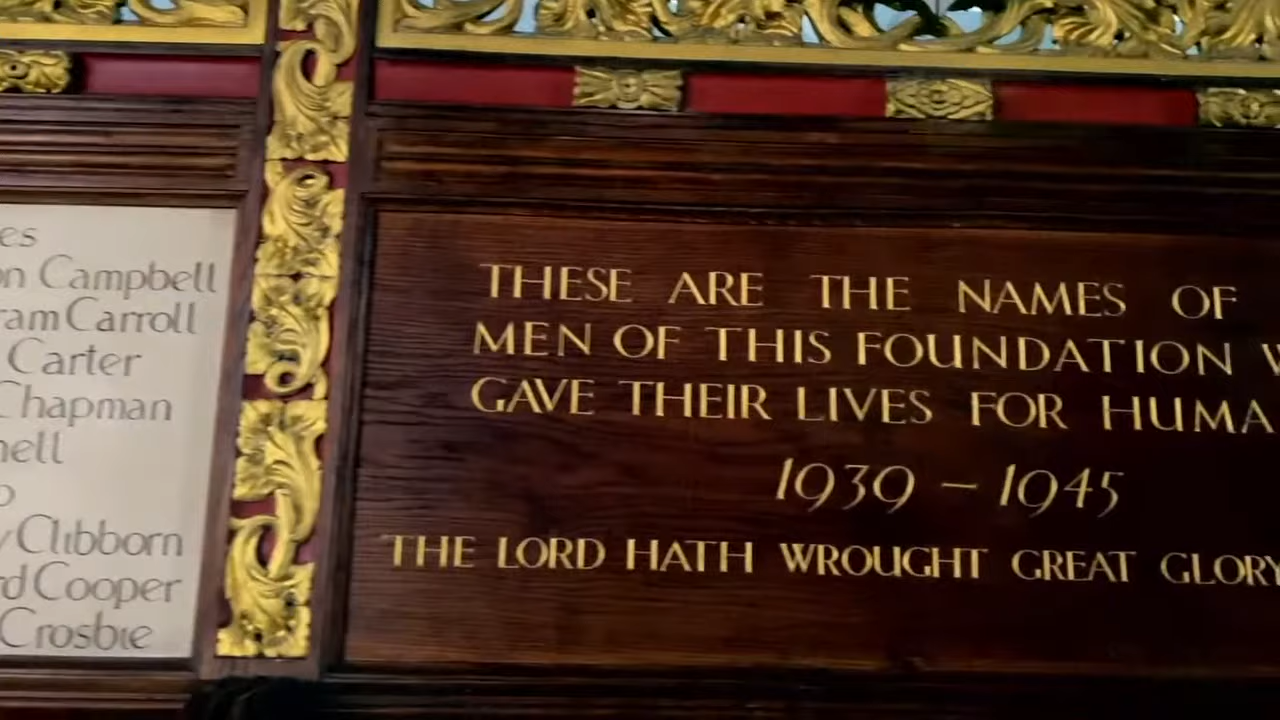 es
on Campbell
ram Carroll
Carter
Chapman
nell
o
y Clibborn
rd Cooper
Crosbie
THESE ARE THE NAMES OF
MEN OF THIS FOUNDATION W
GAVE THEIR LIVES FOR HUMA
1939 – 1945
THE LORD HATH WROUGHT GREAT GLORY